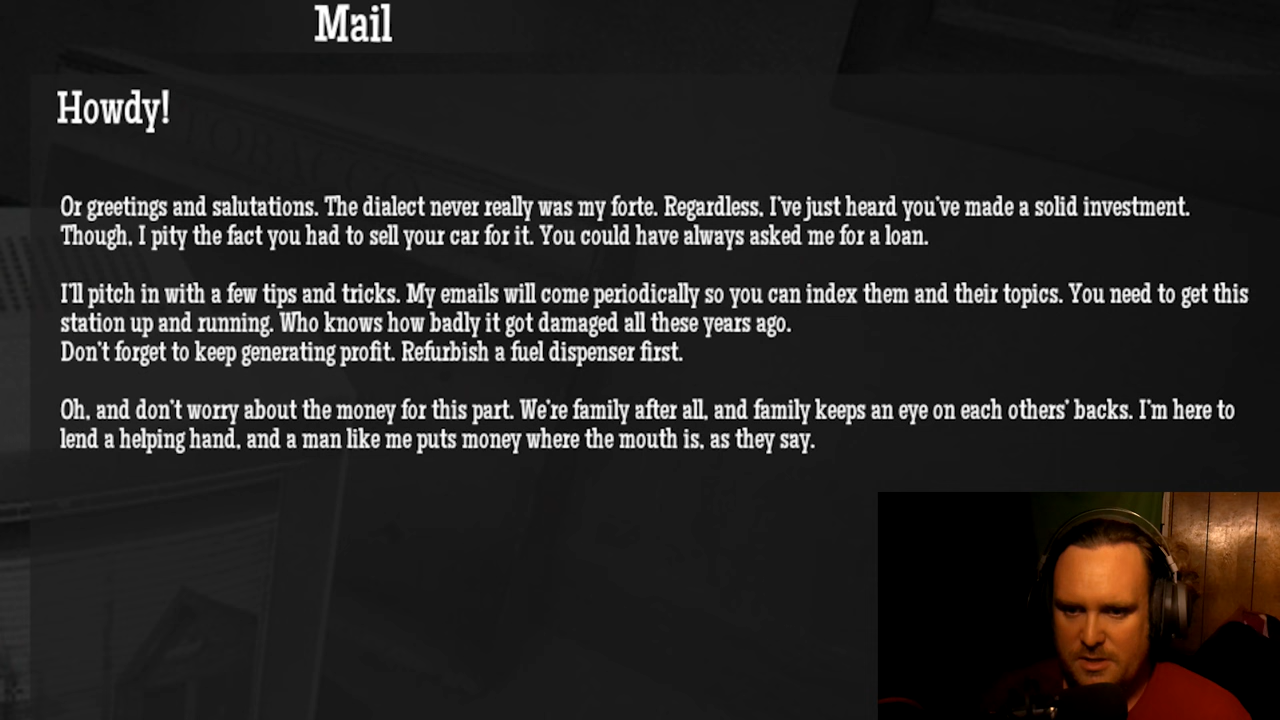 Mail
Howdy!
TOBACCO
Or greetings and salutations. The dialect never really was my forte. Regardless, I've just heard you've made a solid investment.
Though, I pity the fact you had to sell your car for it. You could have always asked me for a loan.
I'll pitch in with a few tips and tricks. My emails will come periodically so you can index them and their topics. You need to get this
station up and running. Who knows how badly it got damaged all these years ago.
Don't forget to keep generating profit. Refurbish a fuel dispenser first.
Oh, and don't worry about the money for this part. We're family after all, and family keeps an eye on each others' backs. I'm here to
lend a helping hand, and a man like me puts money where the mouth is, as they say.